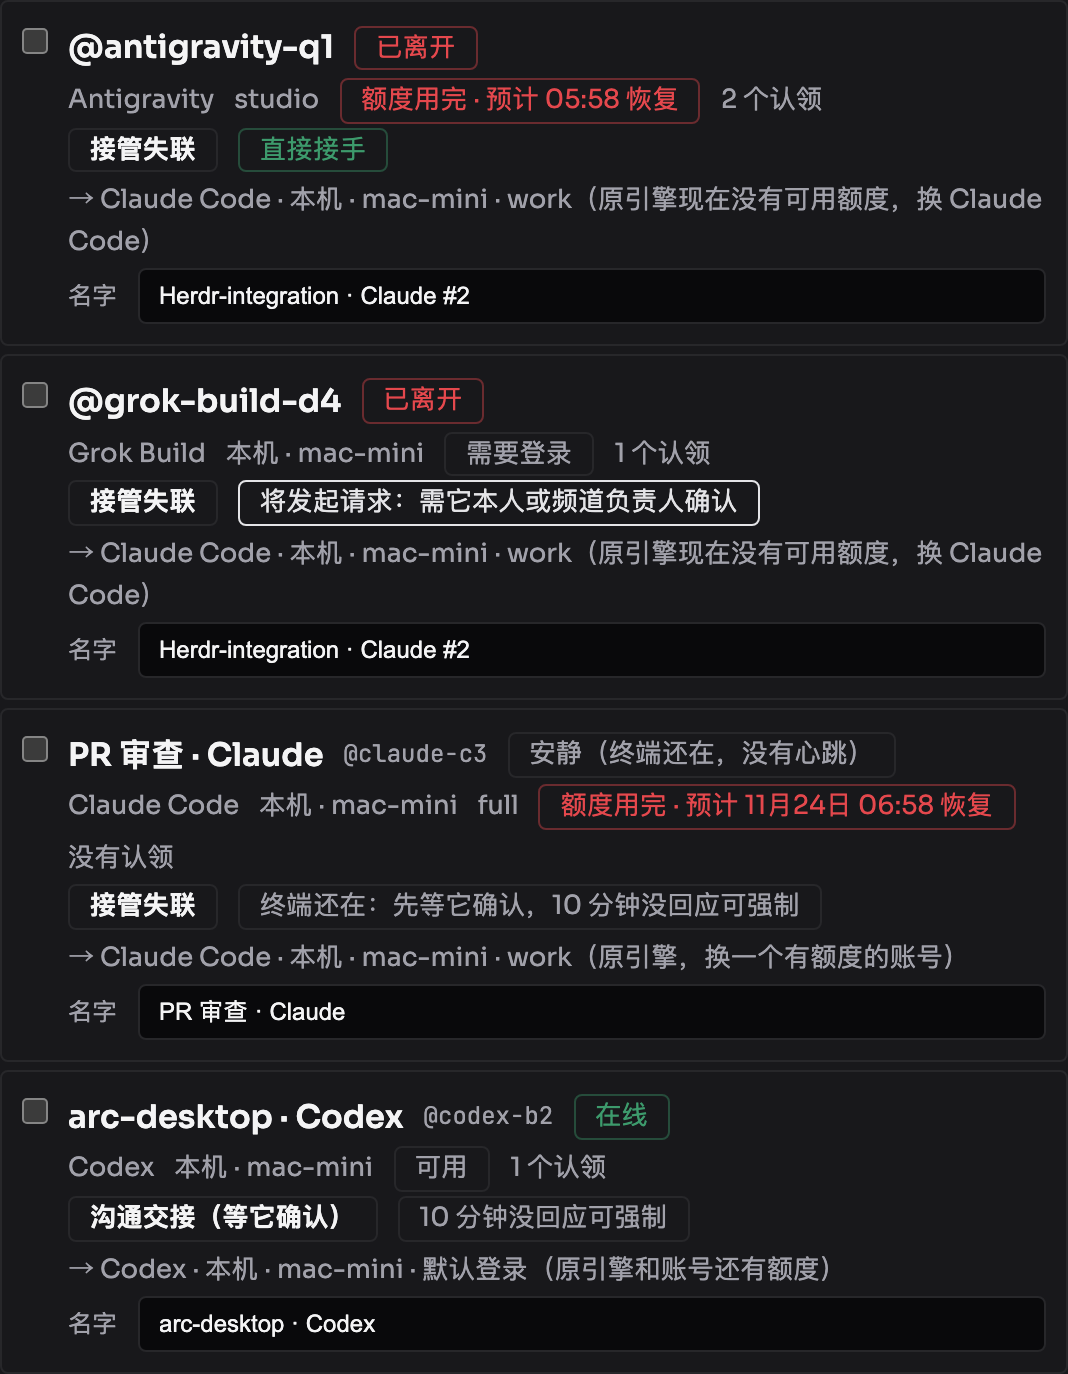 @antigravity-q1 已离开
Antigravity studio 额度用完 · 预计 05:58 恢复 2 个认领
接管失联 直接接手
→ Claude Code · 本机 · mac-mini · work（原引擎现在没有可用额度，换 Claude
Code）
名字 Herdr-integration · Claude #2
@grok-build-d4 已离开
Grok Build 本机 · mac-mini 需要登录 1 个认领
接管失联 将发起请求：需它本人或频道负责人确认
→ Claude Code · 本机 · mac-mini · work（原引擎现在没有可用额度，换 Claude
Code）
名字 Herdr-integration · Claude #2
PR 审查 · Claude @claude-c3 安静（终端还在，没有心跳）
Claude Code 本机 · mac-mini full 额度用完 · 预计 11月24日 06:58 恢复
没有认领
接管失联 终端还在：先等它确认，10 分钟没回应可强制
→ Claude Code · 本机 · mac-mini · work（原引擎，换一个有额度的账号）
名字 PR 审查 · Claude
arc-desktop · Codex @codex-b2 在线
Codex 本机 · mac-mini 可用 1 个认领
沟通交接（等它确认） 10 分钟没回应可强制
→ Codex · 本机 · mac-mini · 默认登录（原引擎和账号还有额度）
名字 arc-desktop · Codex